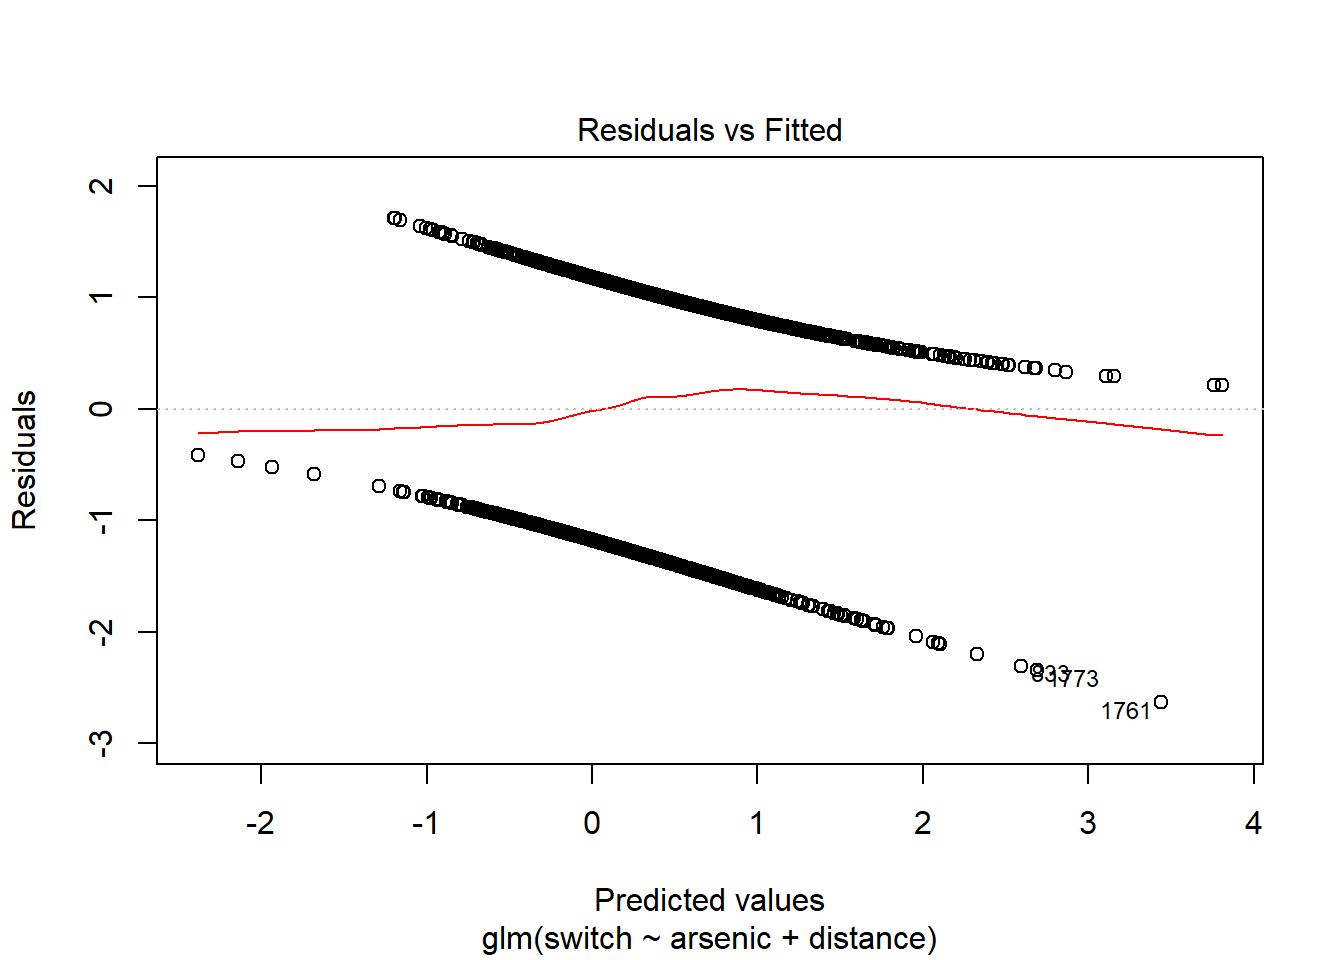 Residuals vs Fitted
Residuals
2
1
0
-1
-2
-3
833
1773
1761
-2 -1 0 1 2 3 4
Predicted values
glm(switch ~ arsenic + distance)